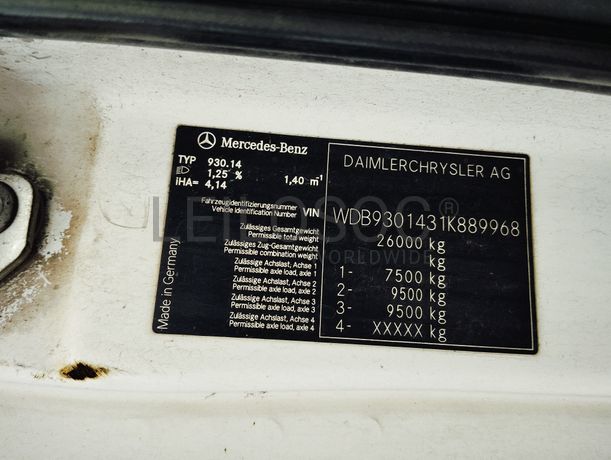 Mercedes-Benz
TYP 930.14
1,25 % 1,40 m⁻¹
iHA= 4,14
DAIMLERCHRYSLER AG
Fahrzeugidentifizierungsnummer
Vehicle Identification Number VIN WDB9301431K889968
Zulässiges Gesamtgewicht
Permissible total weight 26000 kg
Zulässiges Zug-Gesamtgewicht
Permissible combination weight kg
Zulässige Achslast, Achse 1
Permissible axle load, axle 1 1- 7500 kg
Zulässige Achslast, Achse 2
Permissible axle load, axle 2 2- 9500 kg
Zulässige Achslast, Achse 3
Permissible axle load, axle 3 3- 9500 kg
Zulässige Achslast, Achse 4
Permissible axle load, axle 4 4- XXXXX kg
Made in Germany
LEILOSOC®
WORLDWIDE